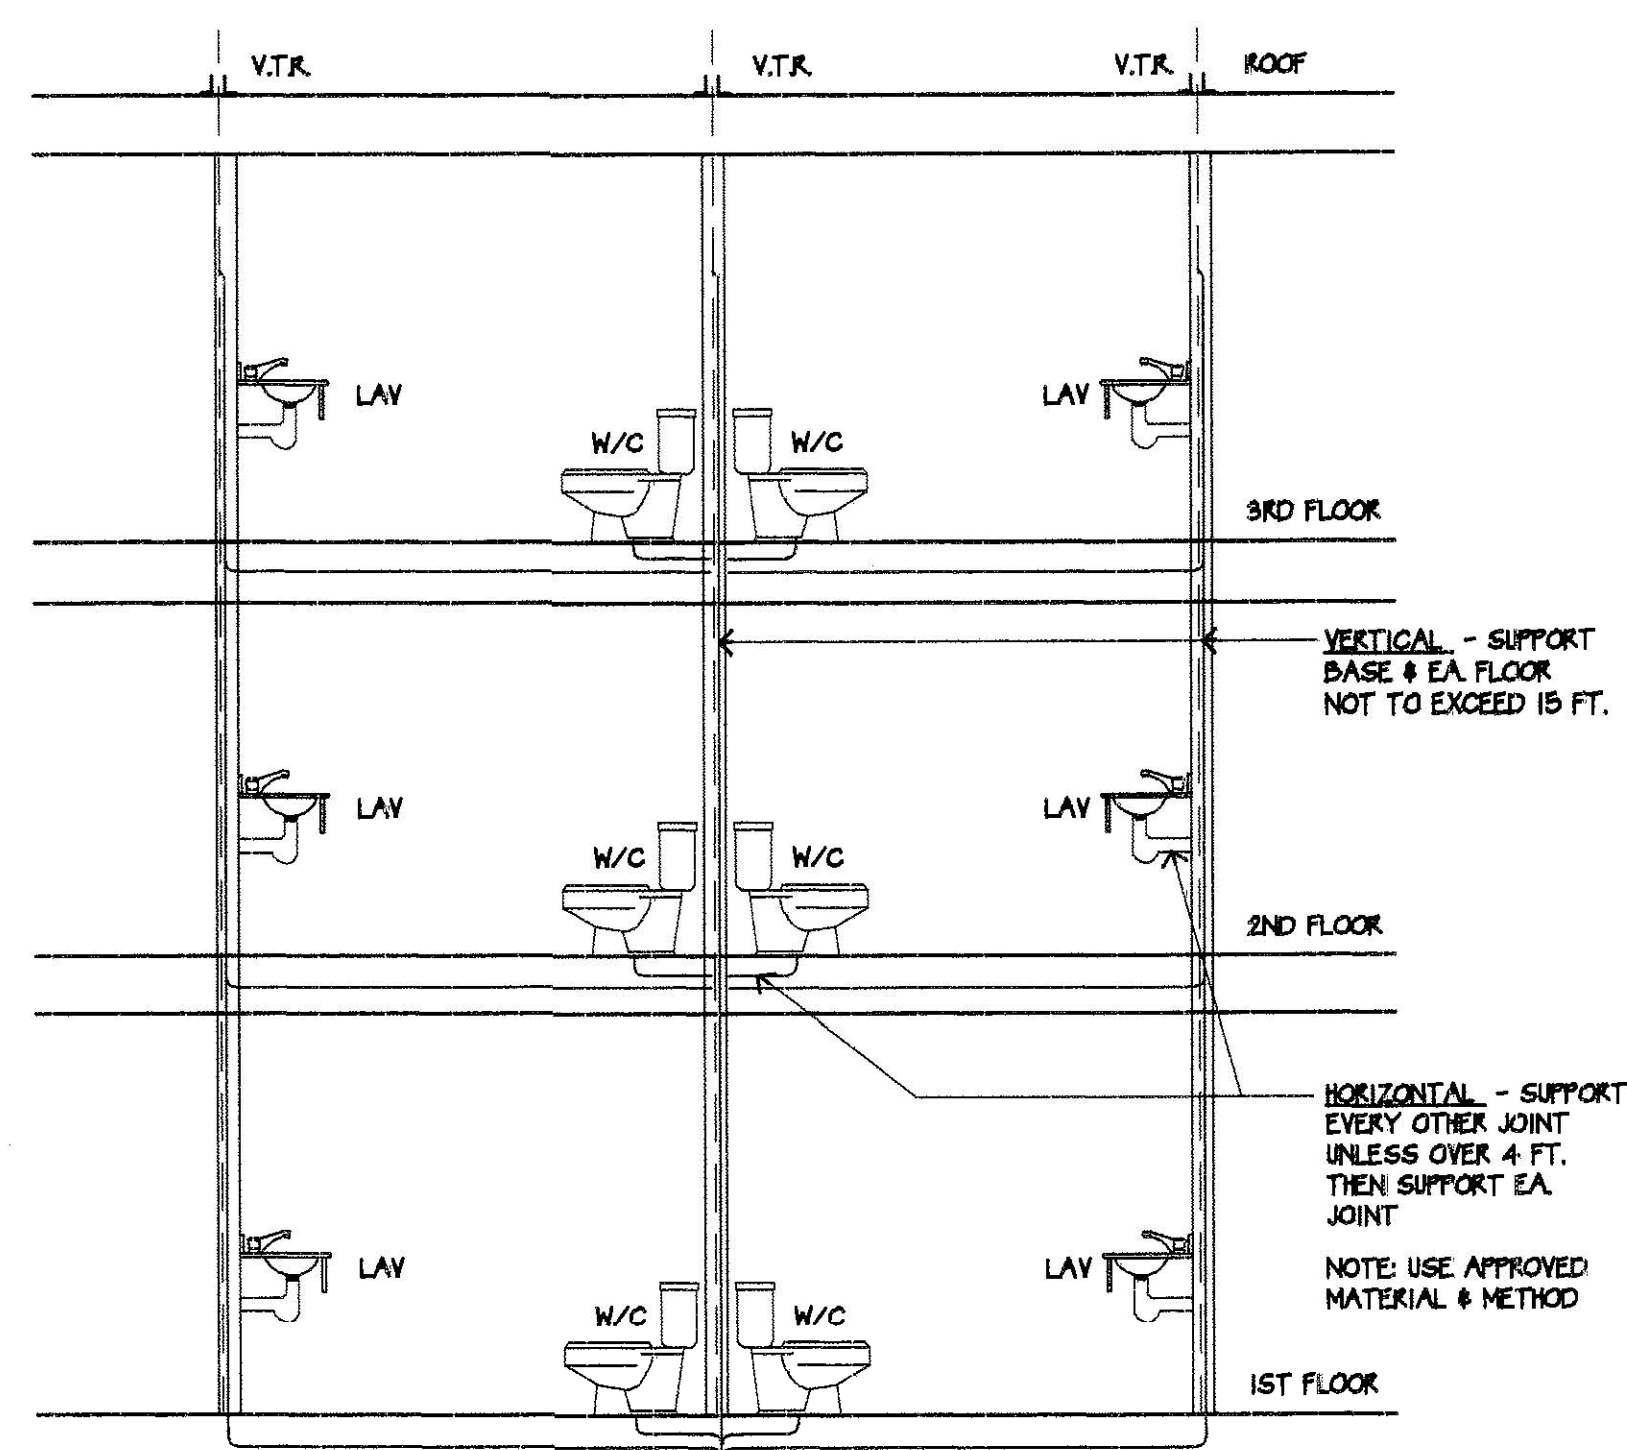 V.T.R. V.T.R. V.T.R. ROOF
LAV LAV
W/C W/C
3RD FLOOR
VERTICAL - SUPPORT
BASE & EA. FLOOR
NOT TO EXCEED 15 FT.
LAV LAV
W/C W/C
2ND FLOOR
HORIZONTAL - SUPPORT
EVERY OTHER JOINT
UNLESS OVER 4 FT.
THEN SUPPORT EA.
JOINT
LAV LAV
NOTE: USE APPROVED
MATERIAL & METHOD
W/C W/C
1ST FLOOR